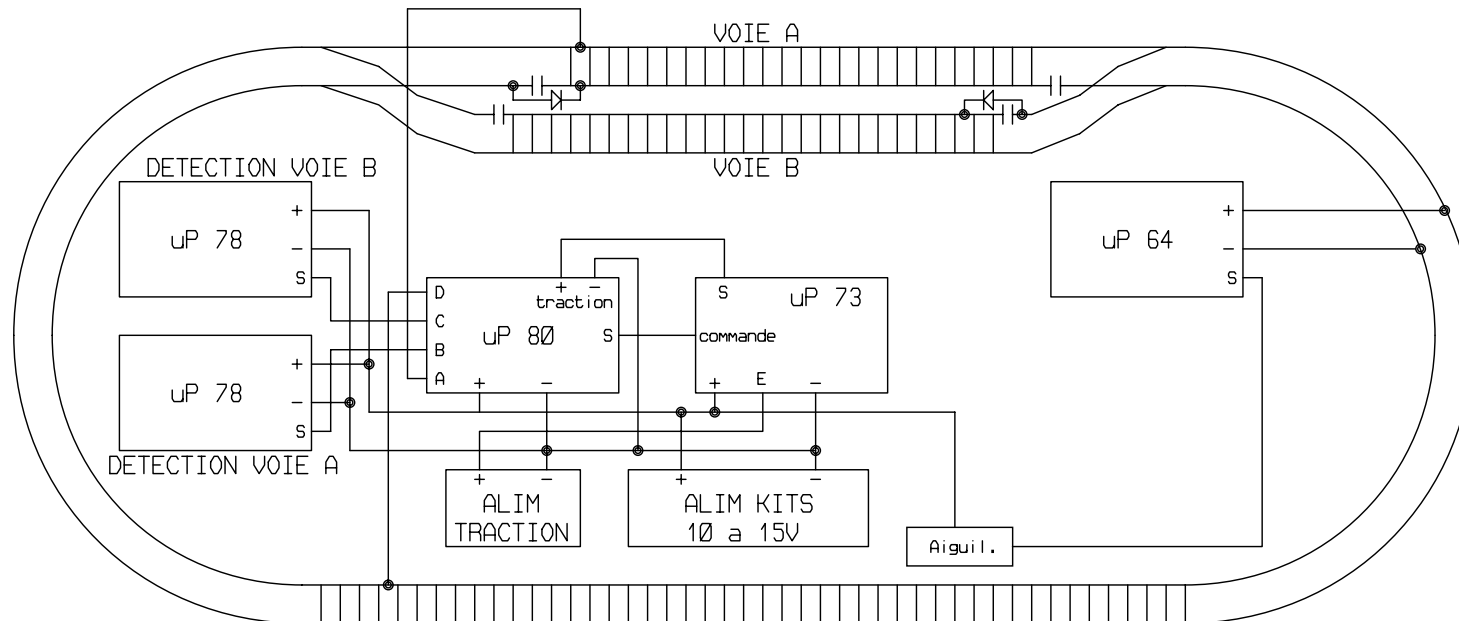 VOIE A
VOIE B
DETECTION VOIE B
uP 78
+
-
S
uP 78
+
-
S
DETECTION VOIE A
+ -
traction
D
C
B
A
uP 80
S
+ -
S
uP 73
commande
+ E -
uP 64
+
-
S
+ -
ALIM
TRACTION
+ -
ALIM KITS
10 a 15V
Aiguil.